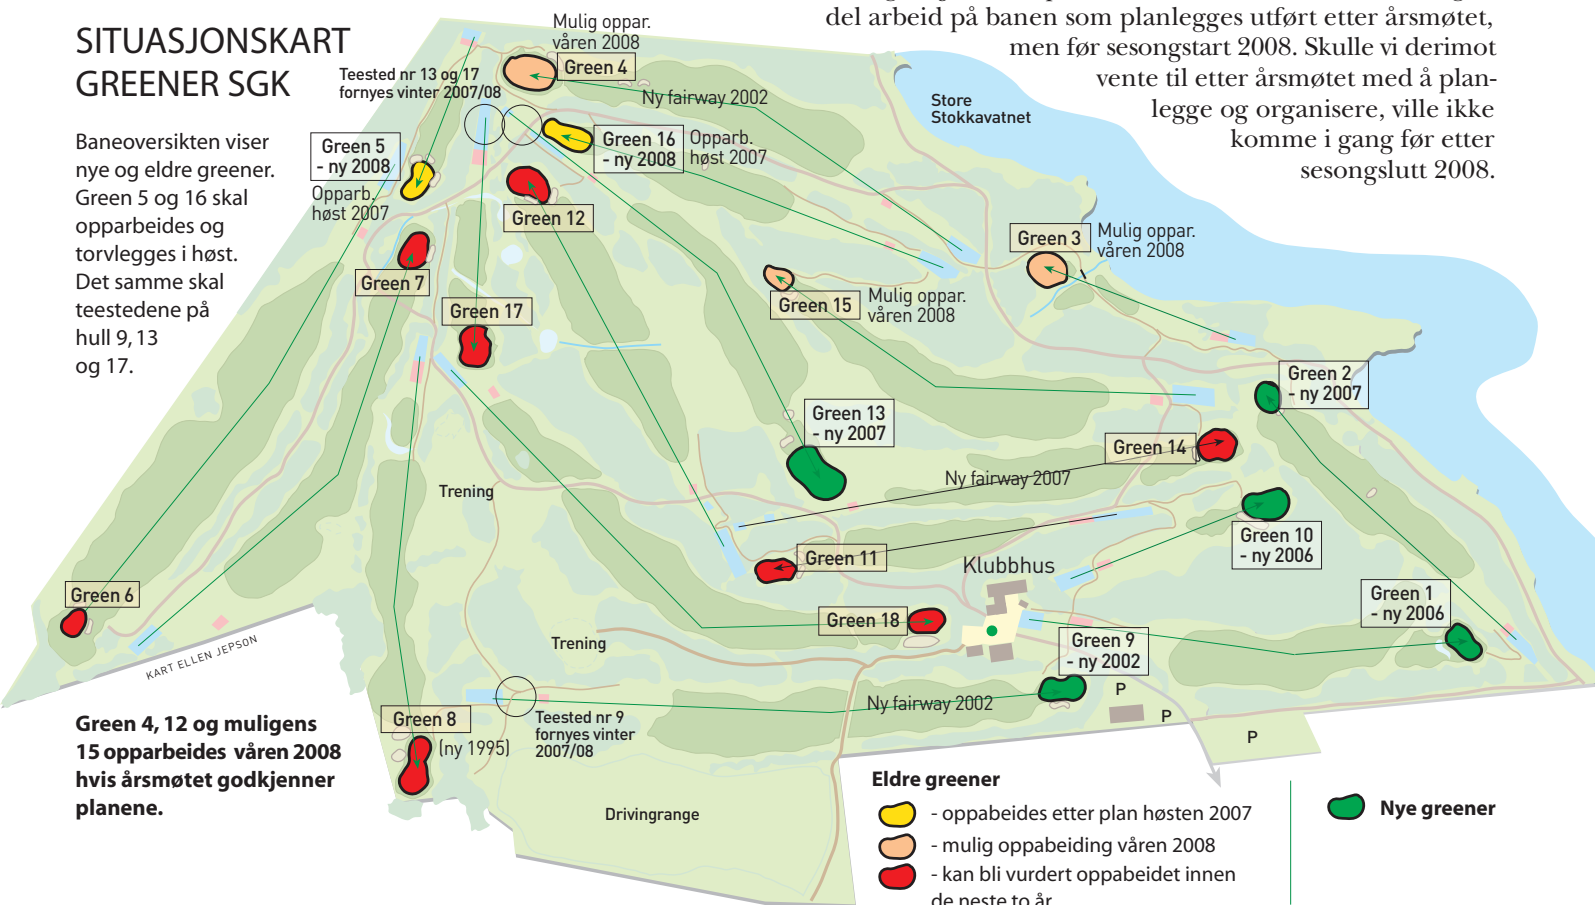 SITUASJONSKART
GREENER SGK
Baneoversikten viser
nye og eldre greener.
Green 5 og 16 skal
opparbeides og
torvlegges i høst.
Det samme skal
teestedene på
hull 9, 13
og 17.
del arbeid på banen som planlegges utført etter årsmøtet,
men før sesongstart 2008. Skulle vi derimot
vente til etter årsmøtet med å plan-
legge og organisere, ville ikke
komme i gang før etter
sesongslutt 2008.
Mulig oppar.
våren 2008
Green 4
Teested nr 13 og 17
fornyes vinter 2007/08
Ny fairway 2002
Store
Stokkavatnet
Green 5
- ny 2008
Opparb.
høst 2007
Green 16
- ny 2008
Opparb.
høst 2007
Green 12
Green 7
Green 17
Green 3
Mulig oppar.
våren 2008
Green 15
Mulig oppar.
våren 2008
Green 2
- ny 2007
Green 13
- ny 2007
Green 14
Ny fairway 2007
Trening
Green 10
- ny 2006
Green 11
Klubbhus
Green 6
Green 1
- ny 2006
Green 18
Green 9
- ny 2002
Trening
KART ELLEN JEPSON
P
P
P
Ny fairway 2002
Green 8
(ny 1995)
Teested nr 9
fornyes vinter
2007/08
Green 4, 12 og muligens
15 opparbeides våren 2008
hvis årsmøtet godkjenner
planene.
Drivingrange
Eldre greener
- oppabeides etter plan høsten 2007
- mulig oppabeiding våren 2008
- kan bli vurdert oppabeidet innen
de neste to år
Nye greener